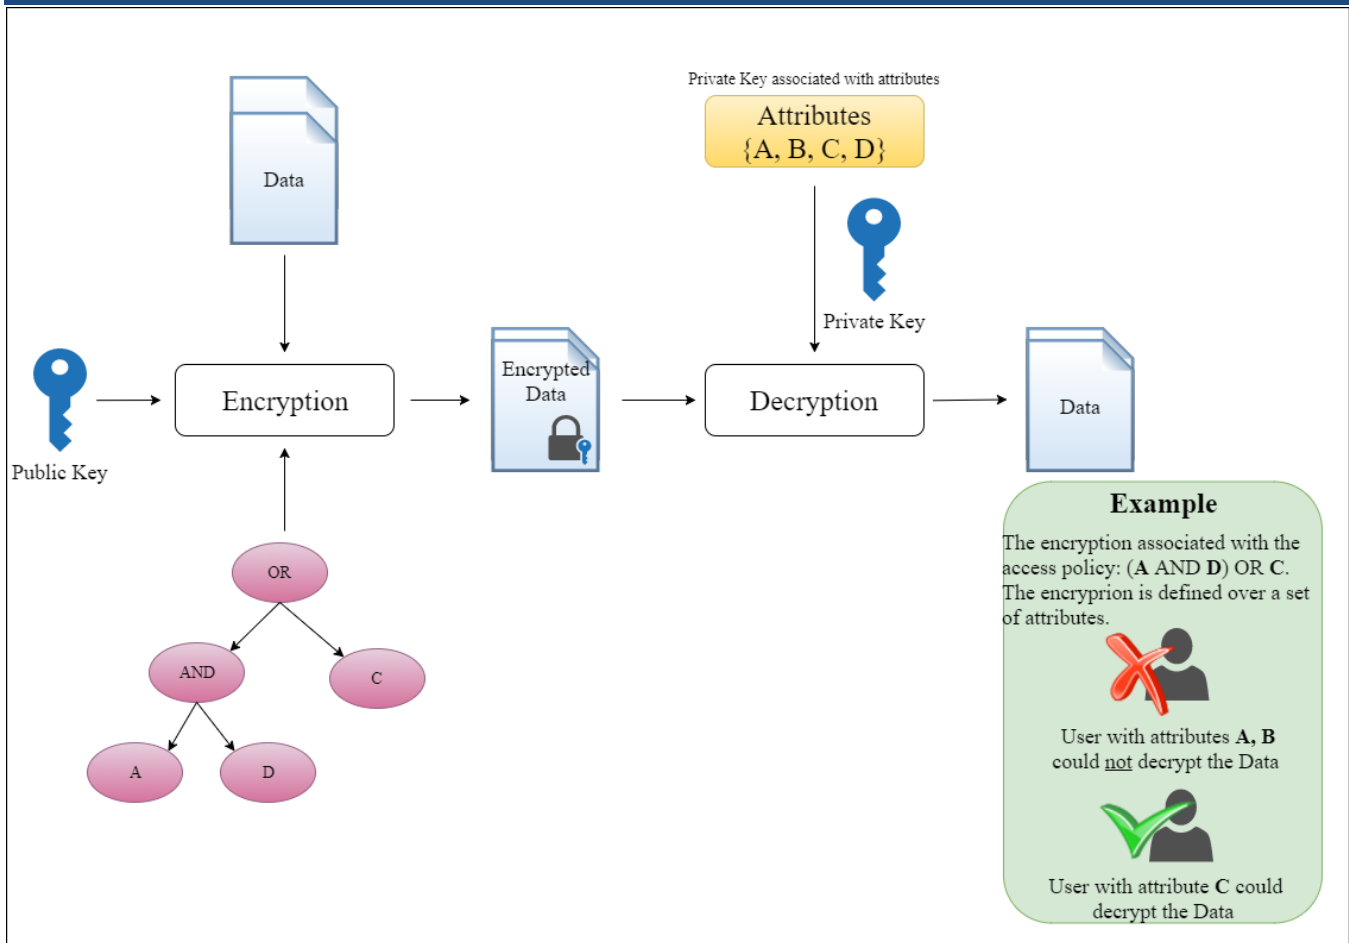 Private Key associated with attributes
Attributes
{A, B, C, D}
Data
Private Key
Encrypted
Data
Encryption
Decryption
Data
Public Key
OR
AND
C
A
D
Example
The encryption associated with the
access policy: (A AND D) OR C.
The encryprion is defined over a set
of attributes.
User with attributes A, B
could not decrypt the Data
User with attribute C could
decrypt the Data